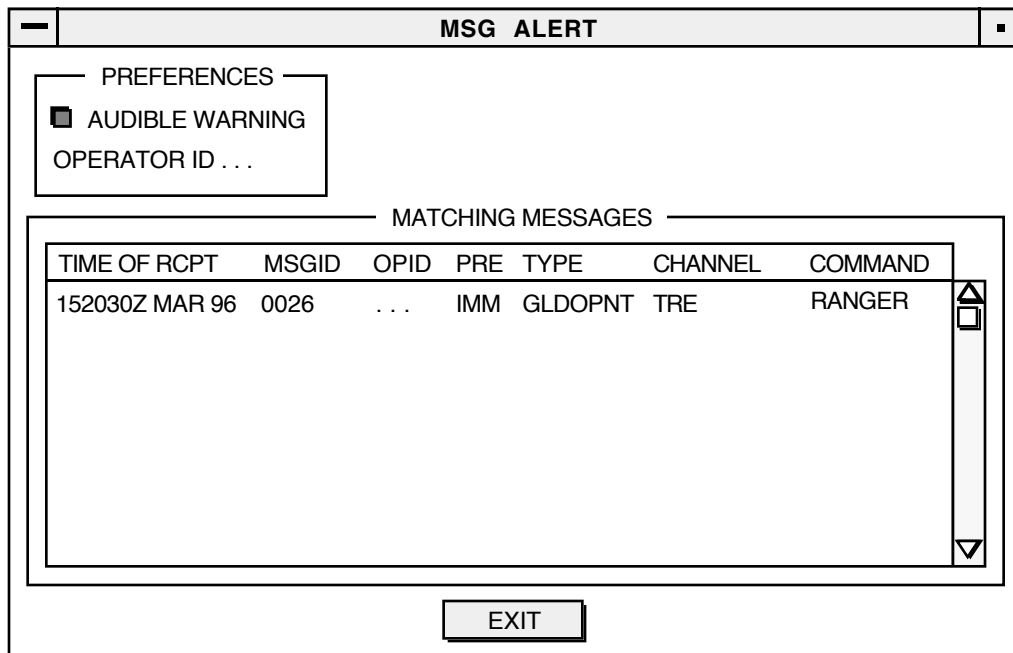 MSG ALERT
PREFERENCES
AUDIBLE WARNING
OPERATOR ID . . .
MATCHING MESSAGES
TIME OF RCPT MSGID OPID PRE TYPE CHANNEL COMMAND
152030Z MAR 96 0026 . . . IMM GLDOPNT TRE RANGER
EXIT